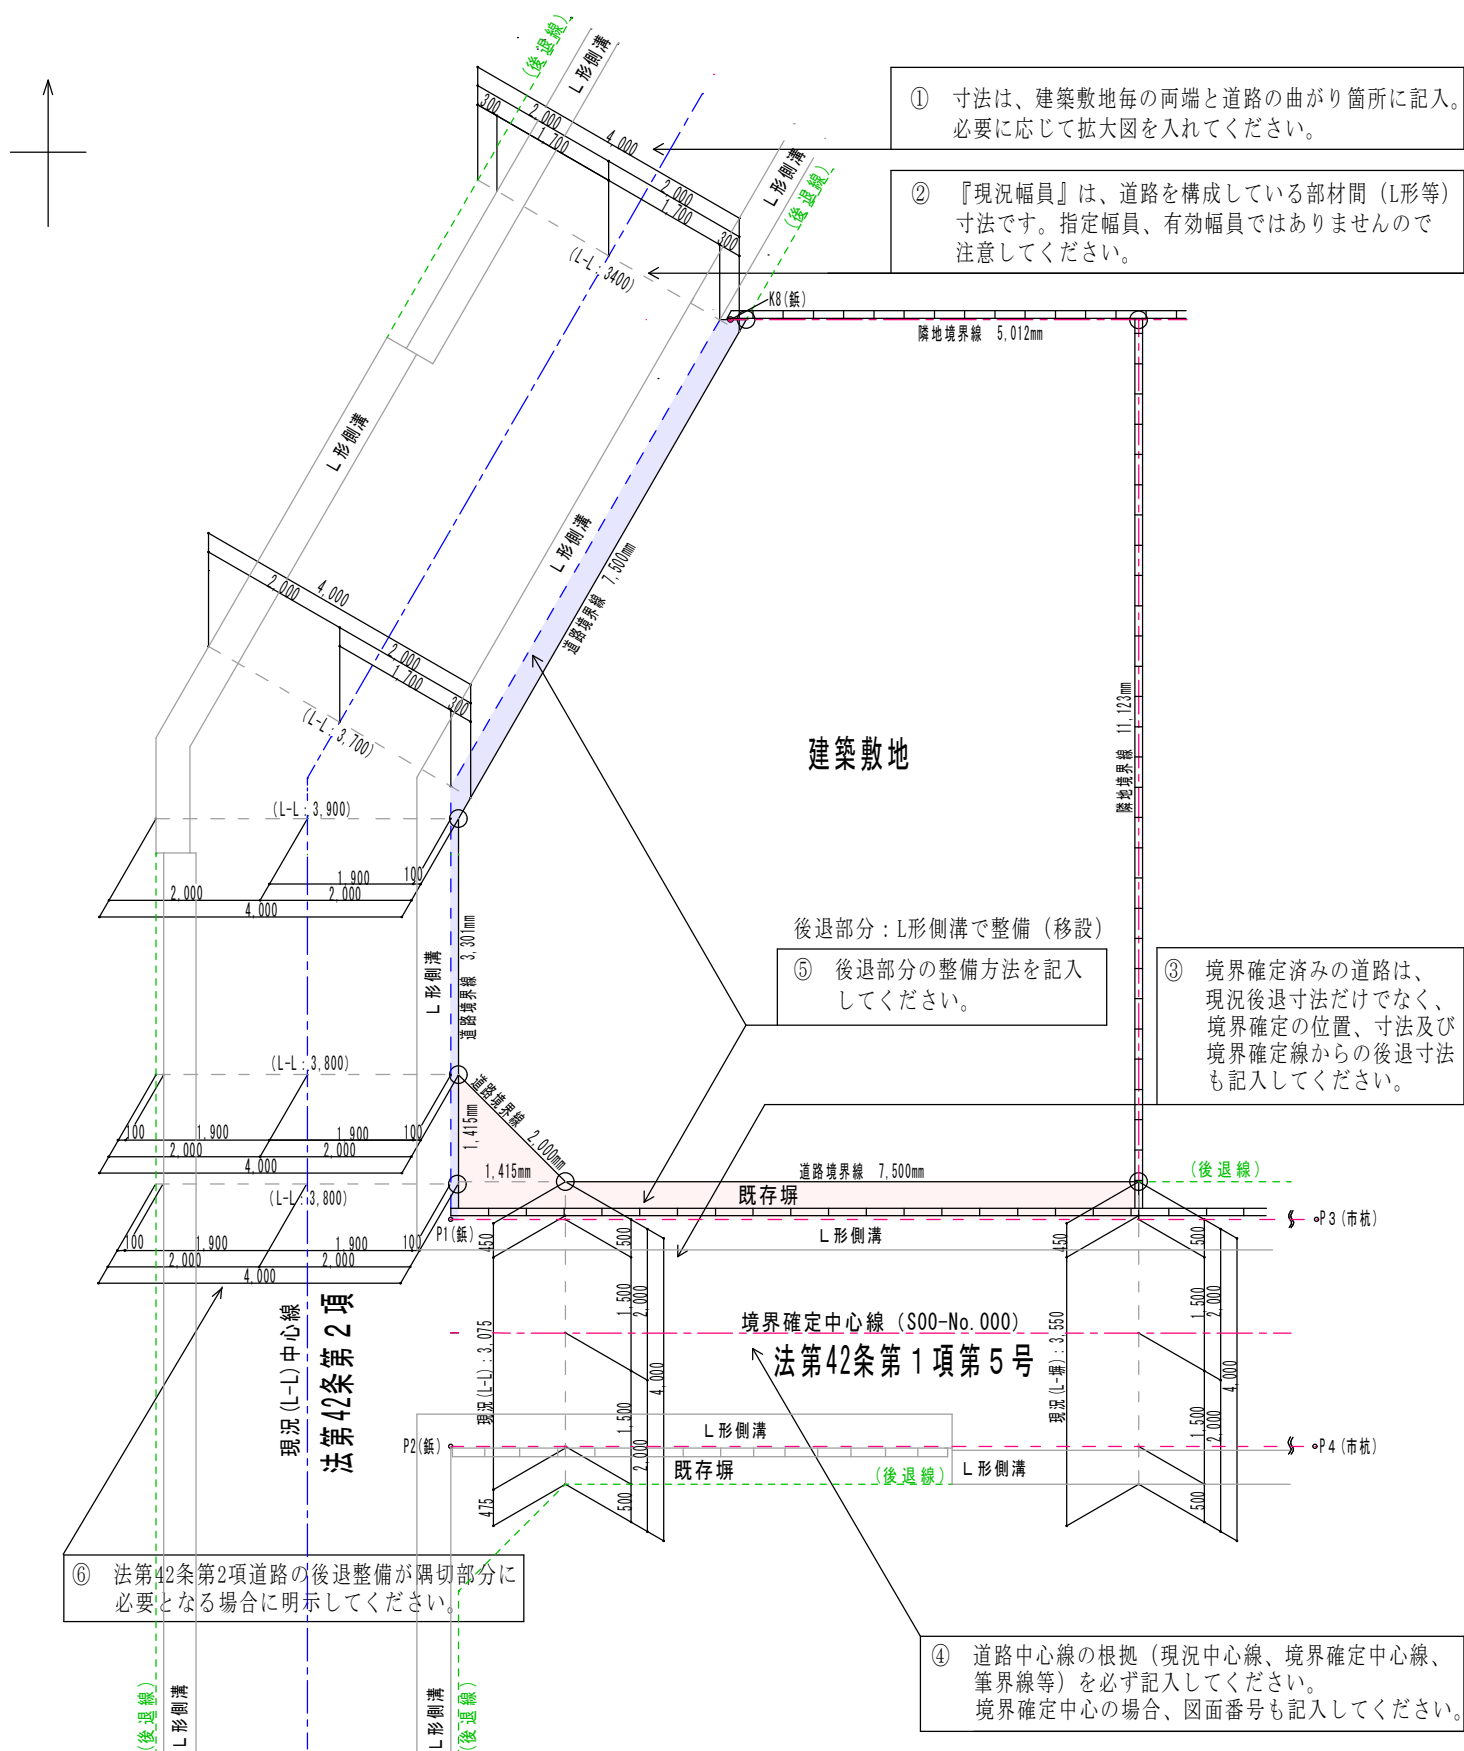 (後退線)
L形側溝
300
2,000
1,700
4,000
2,000
1,700
300
L形側溝
(後退線)
① 寸法は、建築敷地毎の両端と道路の曲がり箇所に記入。
必要に応じて拡大図を入れてください。
② 『現況幅員』は、道路を構成している部材間（L形等）
寸法です。指定幅員、有効幅員ではありませんので
注意してください。
(L-L:3400)
K8(鋲)
隣地境界線 5,012mm
L形側溝
L形側溝
道路境界線 7,500mm
2,000
4,000
2,000
1,700
300
(L-L:3,700)
建築敷地
隣地境界線 11,123mm
(L-L:3,900)
100
1,900
2,000
2,000
4,000
L形側溝
道路境界線 3,301mm
後退部分：L形側溝で整備（移設）
⑤ 後退部分の整備方法を記入
してください。
③ 境界確定済みの道路は、
現況後退寸法だけでなく、
境界確定の位置、寸法及び
境界確定線からの後退寸法
も記入してください。
(L-L:3,800)
100
1,900
1,900
100
2,000
2,000
4,000
道路境界線 2,000mm
1,415mm
1,415mm
道路境界線 7,500mm
(後退線)
既存塀
(L-L:3,800)
100
1,900
1,900
100
2,000
2,000
4,000
P1(鋲)
450
500
L形側溝
450
500
P3(市杭)
1,500
2,000
1,500
2,000
現況(L-L)中心線
法第42条第２項
現況(L-L):3,075
境界確定中心線（S00-No.000）
法第42条第１項第５号
現況(L-塀):3,550
4,000
4,000
1,500
2,000
1,500
2,000
P2(鋲)
L形側溝
P4(市杭)
既存塀
(後退線)
L形側溝
475
500
500
⑥ 法第42条第2項道路の後退整備が隅切部分に
必要となる場合に明示してください。
④ 道路中心線の根拠（現況中心線、境界確定中心線、
筆界線等）を必ず記入してください。
境界確定中心の場合、図面番号も記入してください。
(後退線)
L形側溝
L形側溝
(後退線)